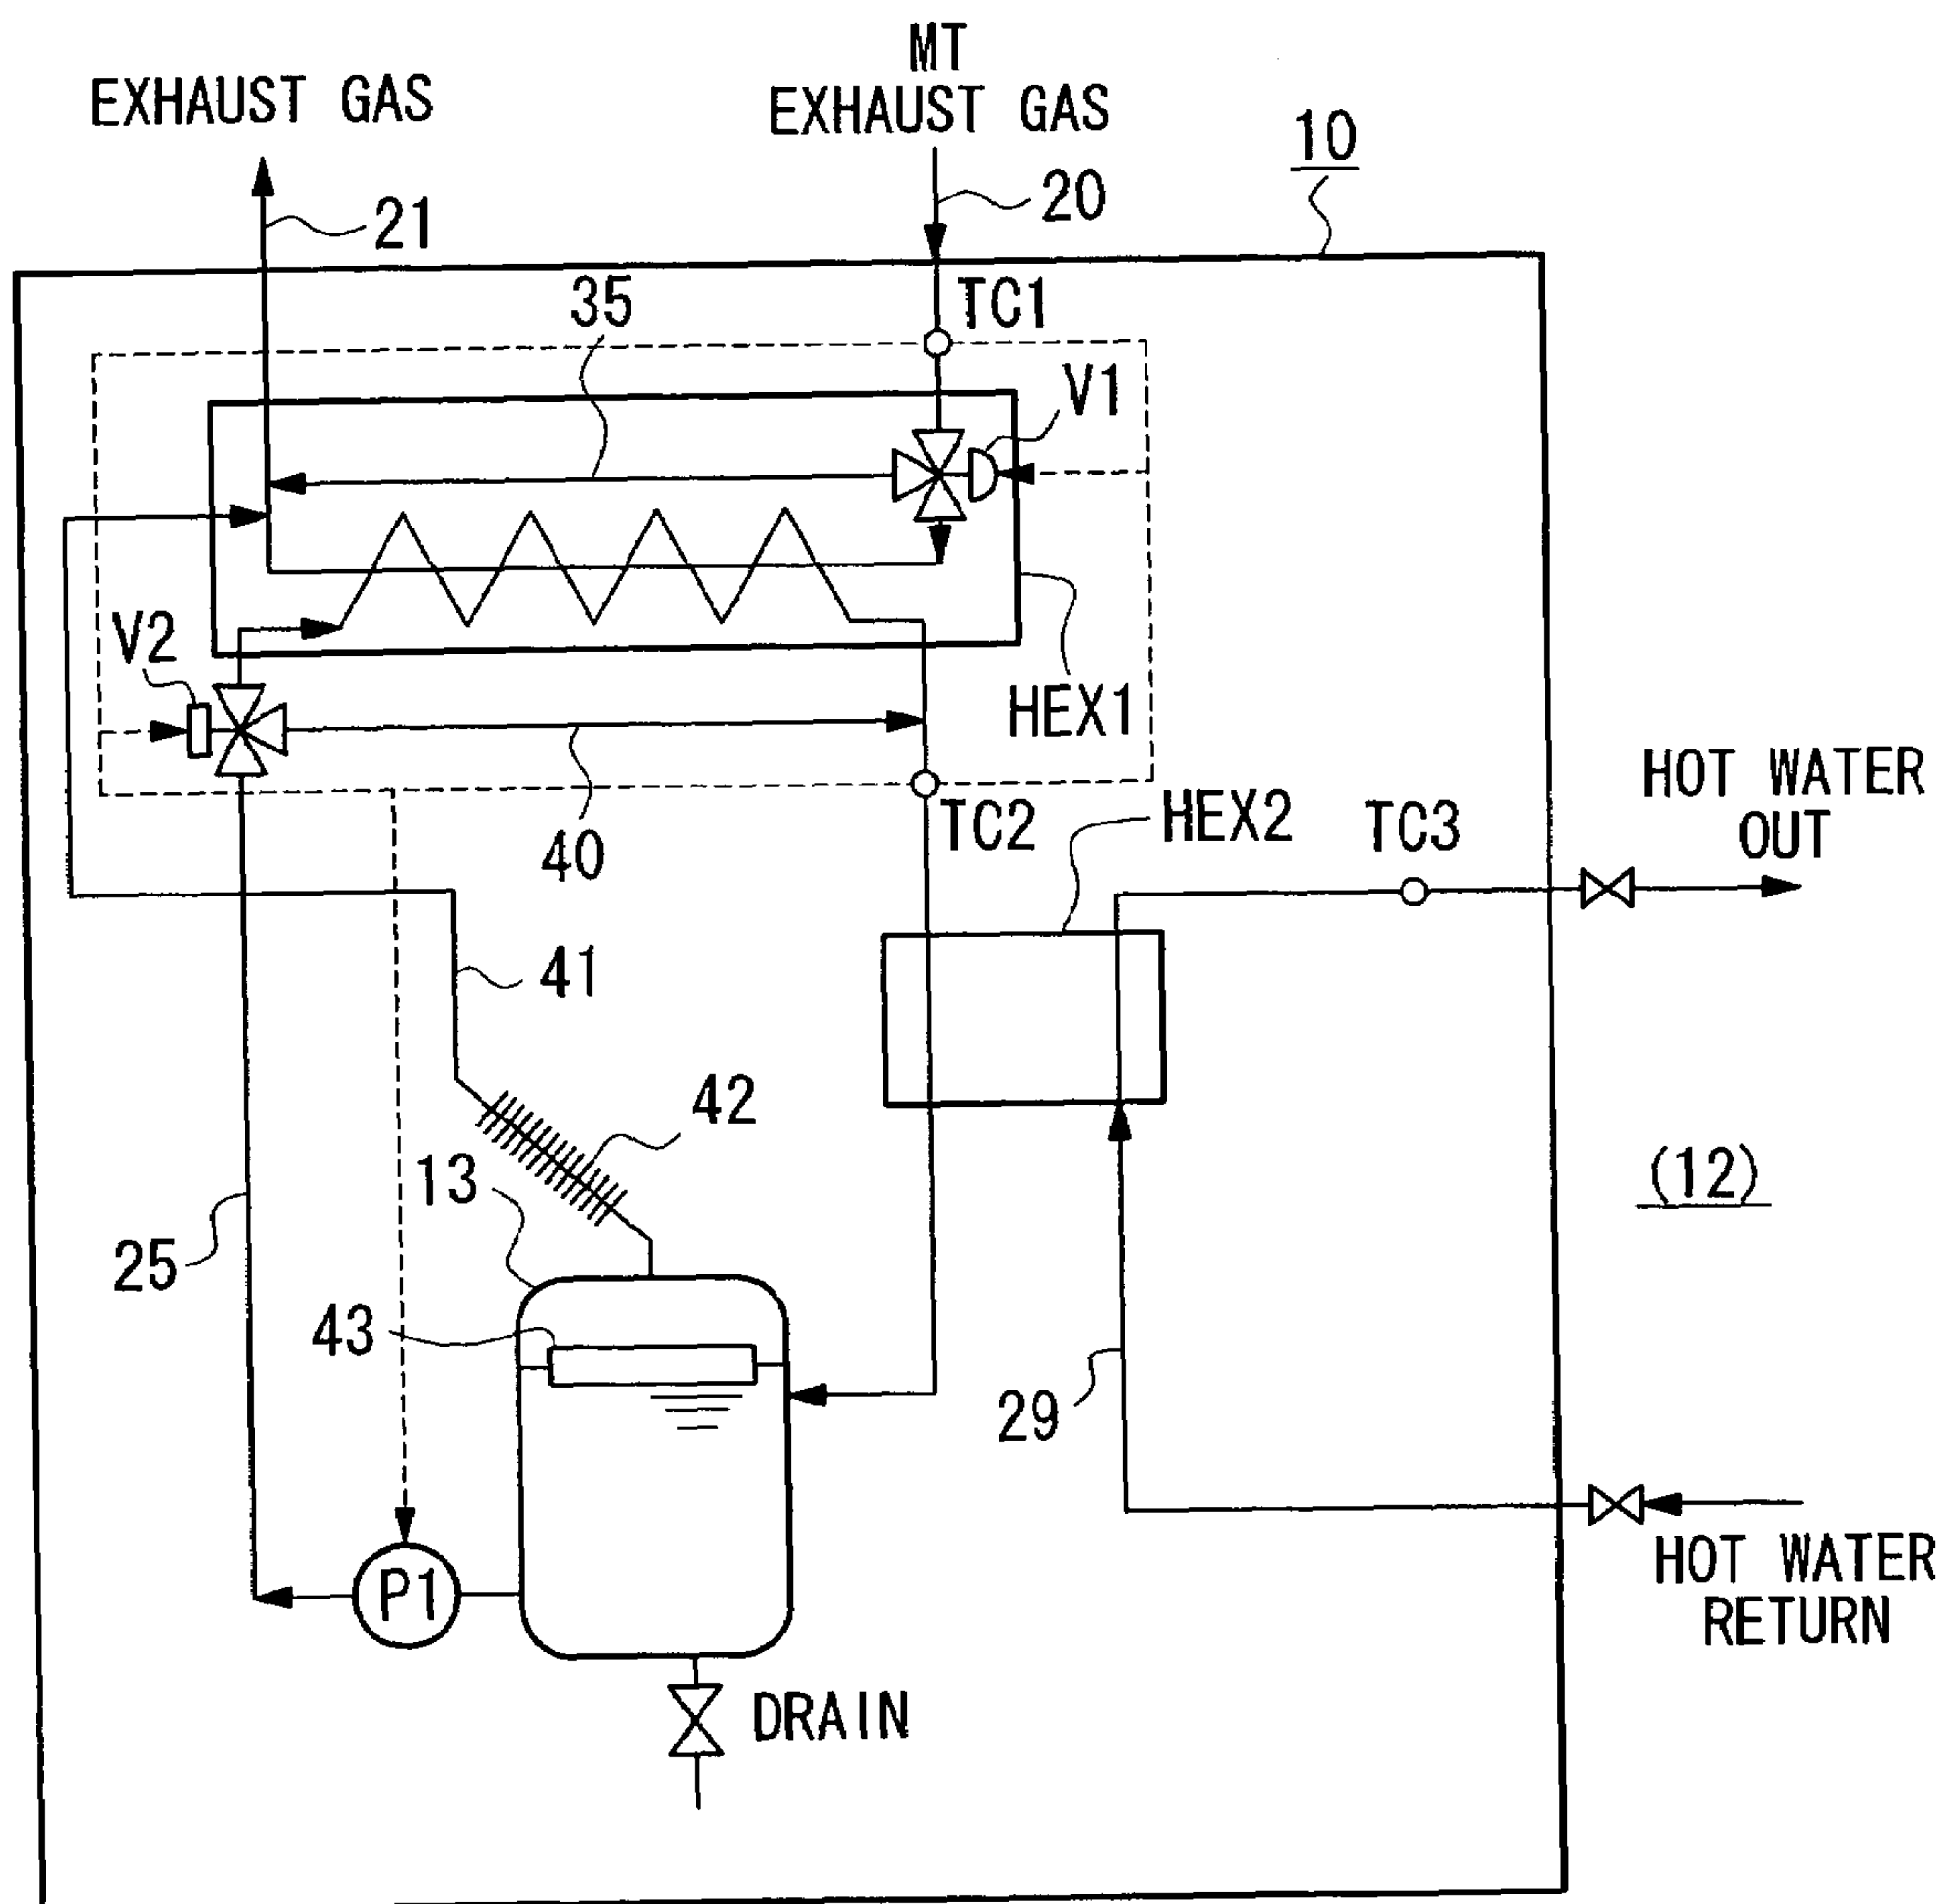 MT
EXHAUST GAS
EXHAUST GAS
10
20
21
TC1
35
V1
V2
HEX1
HOT WATER
OUT
TC2
HEX2
TC3
40
41
42
13
(12)
25
43
29
P1
HOT WATER
RETURN
DRAIN